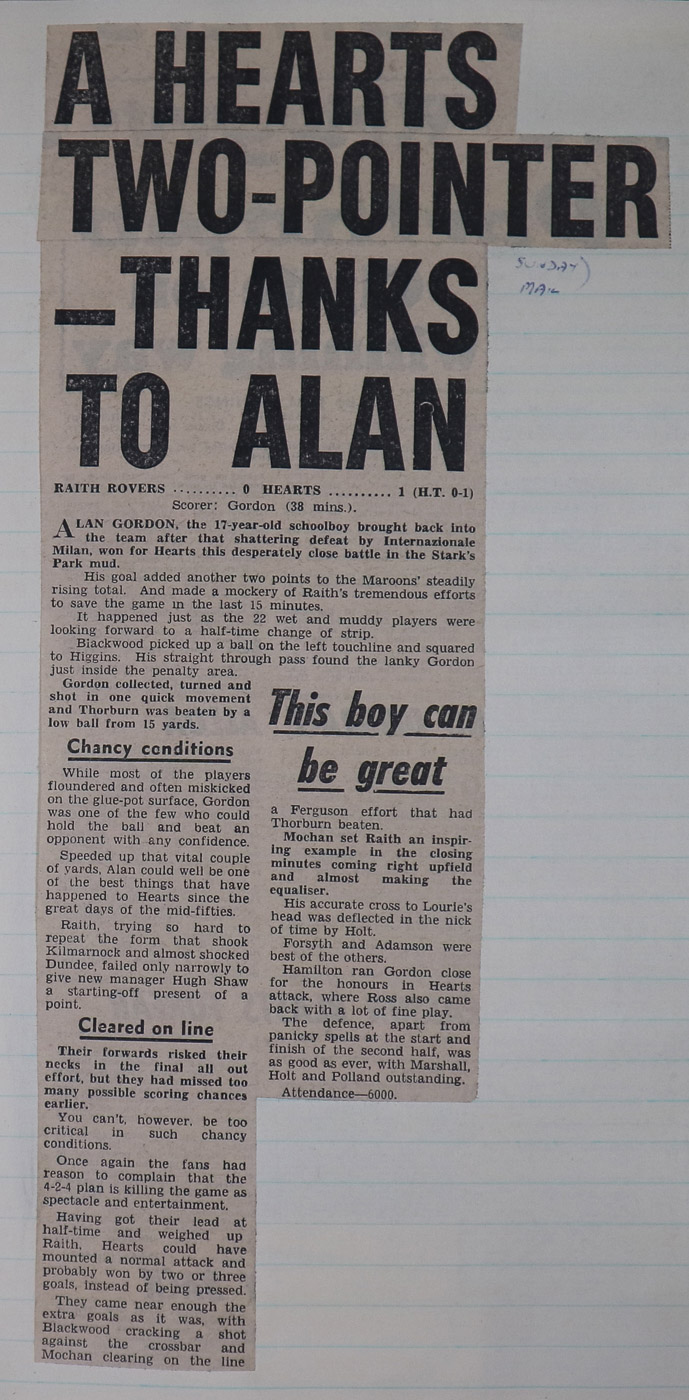 A HEARTS
TWO-POINTER
—THANKS
TO ALAN
SUNDAY)
MAIL
RAITH ROVERS .......... 0 HEARTS .......... 1 (H.T. 0-1)
Scorer: Gordon (38 mins.).
ALAN GORDON, the 17-year-old schoolboy brought back into
the team after that shattering defeat by Internazionale
Milan, won for Hearts this desperately close battle in the Stark's
Park mud.
His goal added another two points to the Maroons' steadily
rising total. And made a mockery of Raith's tremendous efforts
to save the game in the last 15 minutes.
It happened just as the 22 wet and muddy players were
looking forward to a half-time change of strip.
Blackwood picked up a ball on the left touchline and squared
to Higgins. His straight through pass found the lanky Gordon
just inside the penalty area.
Gordon collected, turned and
shot in one quick movement
and Thorburn was beaten by a
low ball from 15 yards.
Chancy conditions
While most of the players
floundered and often miskicked
on the glue-pot surface, Gordon
was one of the few who could
hold the ball and beat an
opponent with any confidence.
Speeded up that vital couple
of yards, Alan could well be one
of the best things that have
happened to Hearts since the
great days of the mid-fifties.
Raith, trying so hard to
repeat the form that shook
Kilmarnock and almost shocked
Dundee, failed only narrowly to
give new manager Hugh Shaw
a starting-off present of a
point.
Cleared on line
Their forwards risked their
necks in the final all out
effort, but they had missed too
many possible scoring chances
earlier.
You can't, however, be too
critical in such chancy
conditions.
Once again the fans had
reason to complain that the
4-2-4 plan is killing the game as
spectacle and entertainment.
Having got their lead at
half-time and weighed up
Raith, Hearts could have
mounted a normal attack and
probably won by two or three
goals, instead of being pressed.
They came near enough the
extra goals as it was, with
Blackwood cracking a shot
against the crossbar and
Mochan clearing on the line
This boy can
be great
a Ferguson effort that had
Thorburn beaten.
Mochan set Raith an inspir-
ing example in the closing
minutes coming right upfield
and almost making the
equaliser.
His accurate cross to Lourie's
head was deflected in the nick
of time by Holt.
Forsyth and Adamson were
best of the others.
Hamilton ran Gordon close
for the honours in Hearts
attack, where Ross also came
back with a lot of fine play.
The defence, apart from
panicky spells at the start and
finish of the second half, was
as good as ever, with Marshall,
Holt and Polland outstanding.
Attendance—6000.